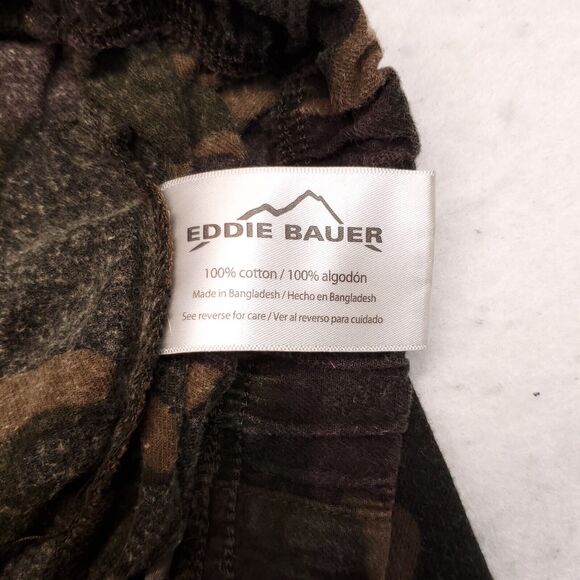 EDDIE BAUER
100% cotton / 100% algodón
Made in Bangladesh / Hecho en Bangladesh
See reverse for care / Ver al reverso para cuidado